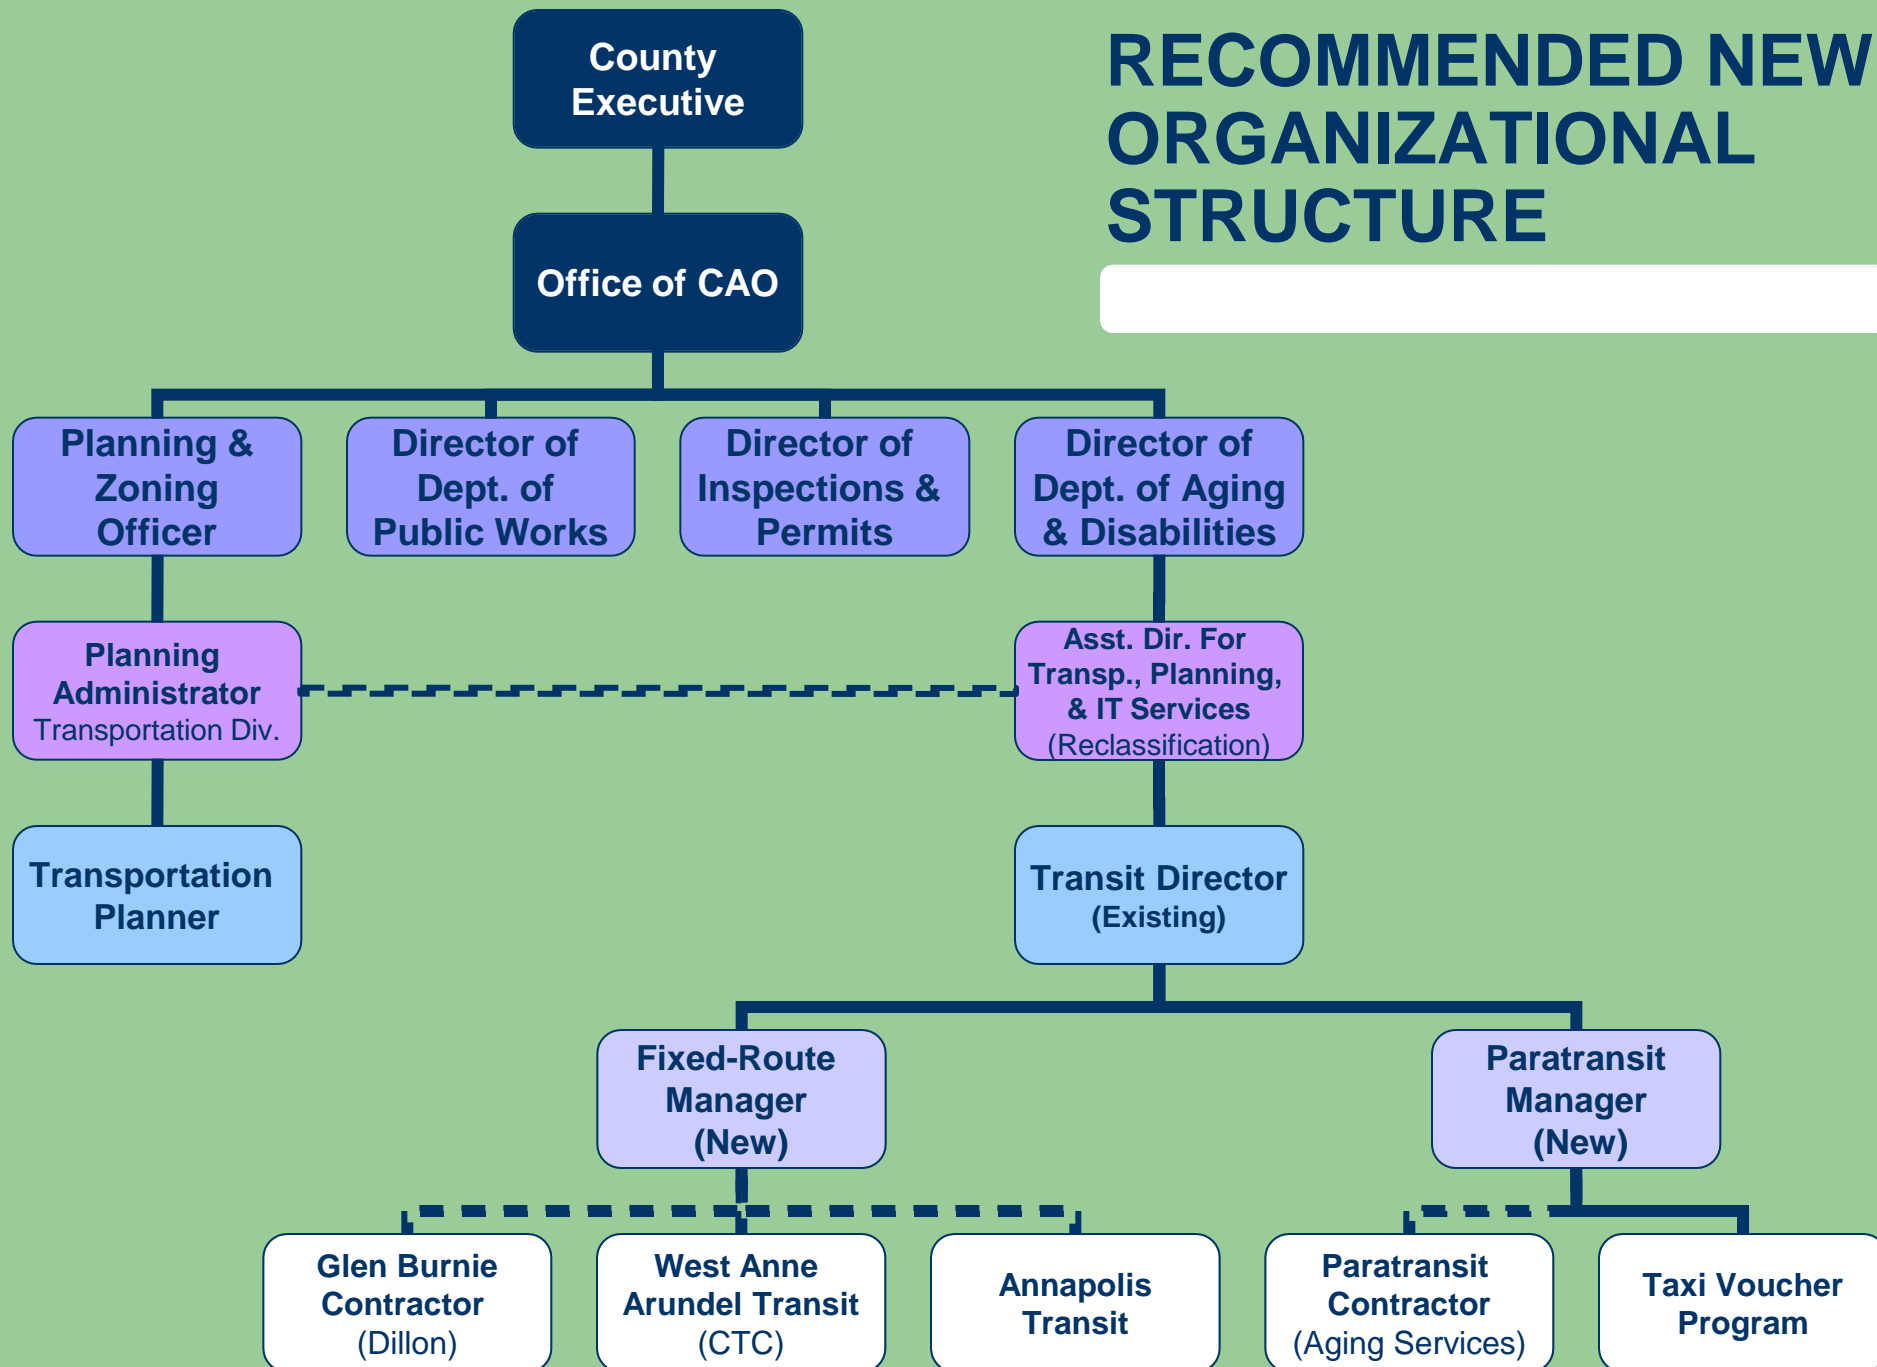 RECOMMENDED NEW
ORGANIZATIONAL
STRUCTURE
County
Executive
Office of CAO
Planning &
Zoning
Officer
Director of
Dept. of
Public Works
Director of
Inspections &
Permits
Director of
Dept. of Aging
& Disabilities
Planning
Administrator
Transportation Div.
Asst. Dir. For
Transp., Planning,
& IT Services
(Reclassification)
Transportation
Planner
Transit Director
(Existing)
Fixed-Route
Manager
(New)
Paratransit
Manager
(New)
Glen Burnie
Contractor
(Dillon)
West Anne
Arundel Transit
(CTC)
Annapolis
Transit
Paratransit
Contractor
(Aging Services)
Taxi Voucher
Program